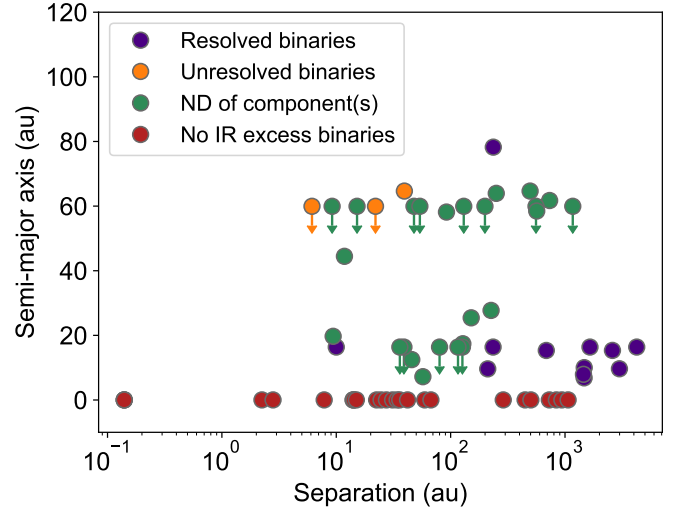 120
100
80
60
40
20
0
Semi-major axis (au)
Resolved binaries
Unresolved binaries
ND of component(s)
No IR excess binaries
10⁻¹ 10⁰ 10¹ 10² 10³
Separation (au)